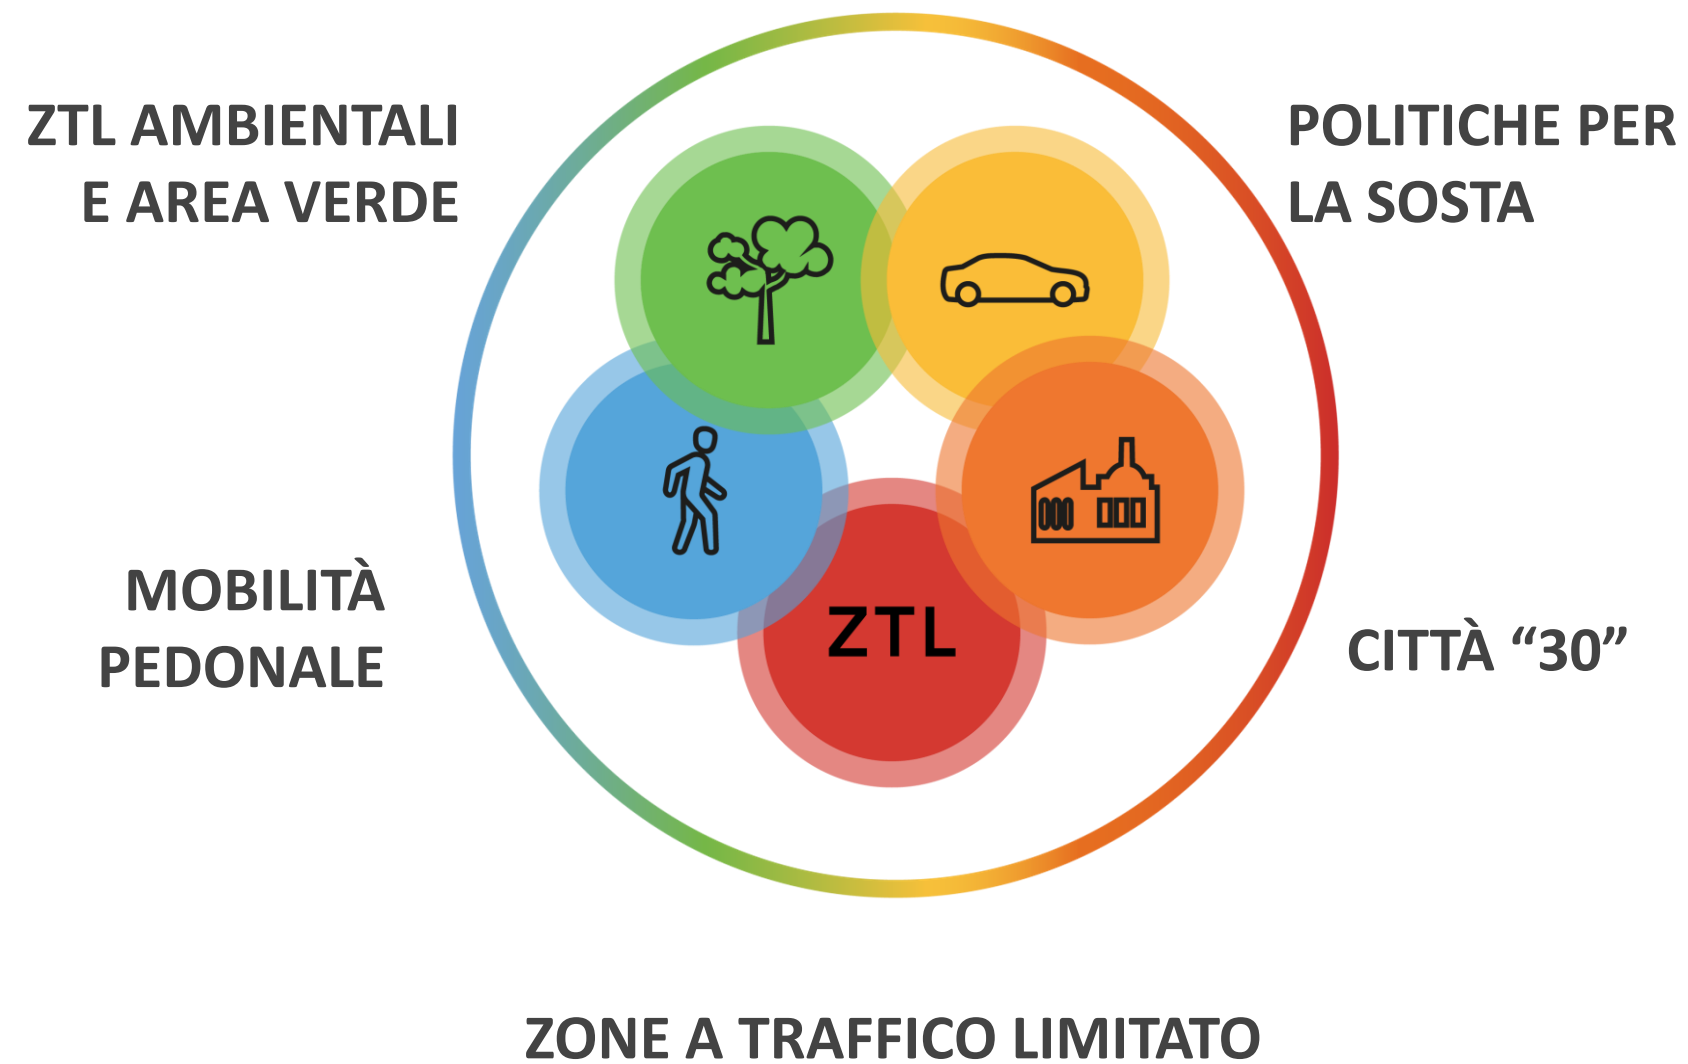 ZTL AMBIENTALI
E AREA VERDE
POLITICHE PER
LA SOSTA
MOBILITÀ
PEDONALE
ZTL
CITTÀ “30”
ZONE A TRAFFICO LIMITATO